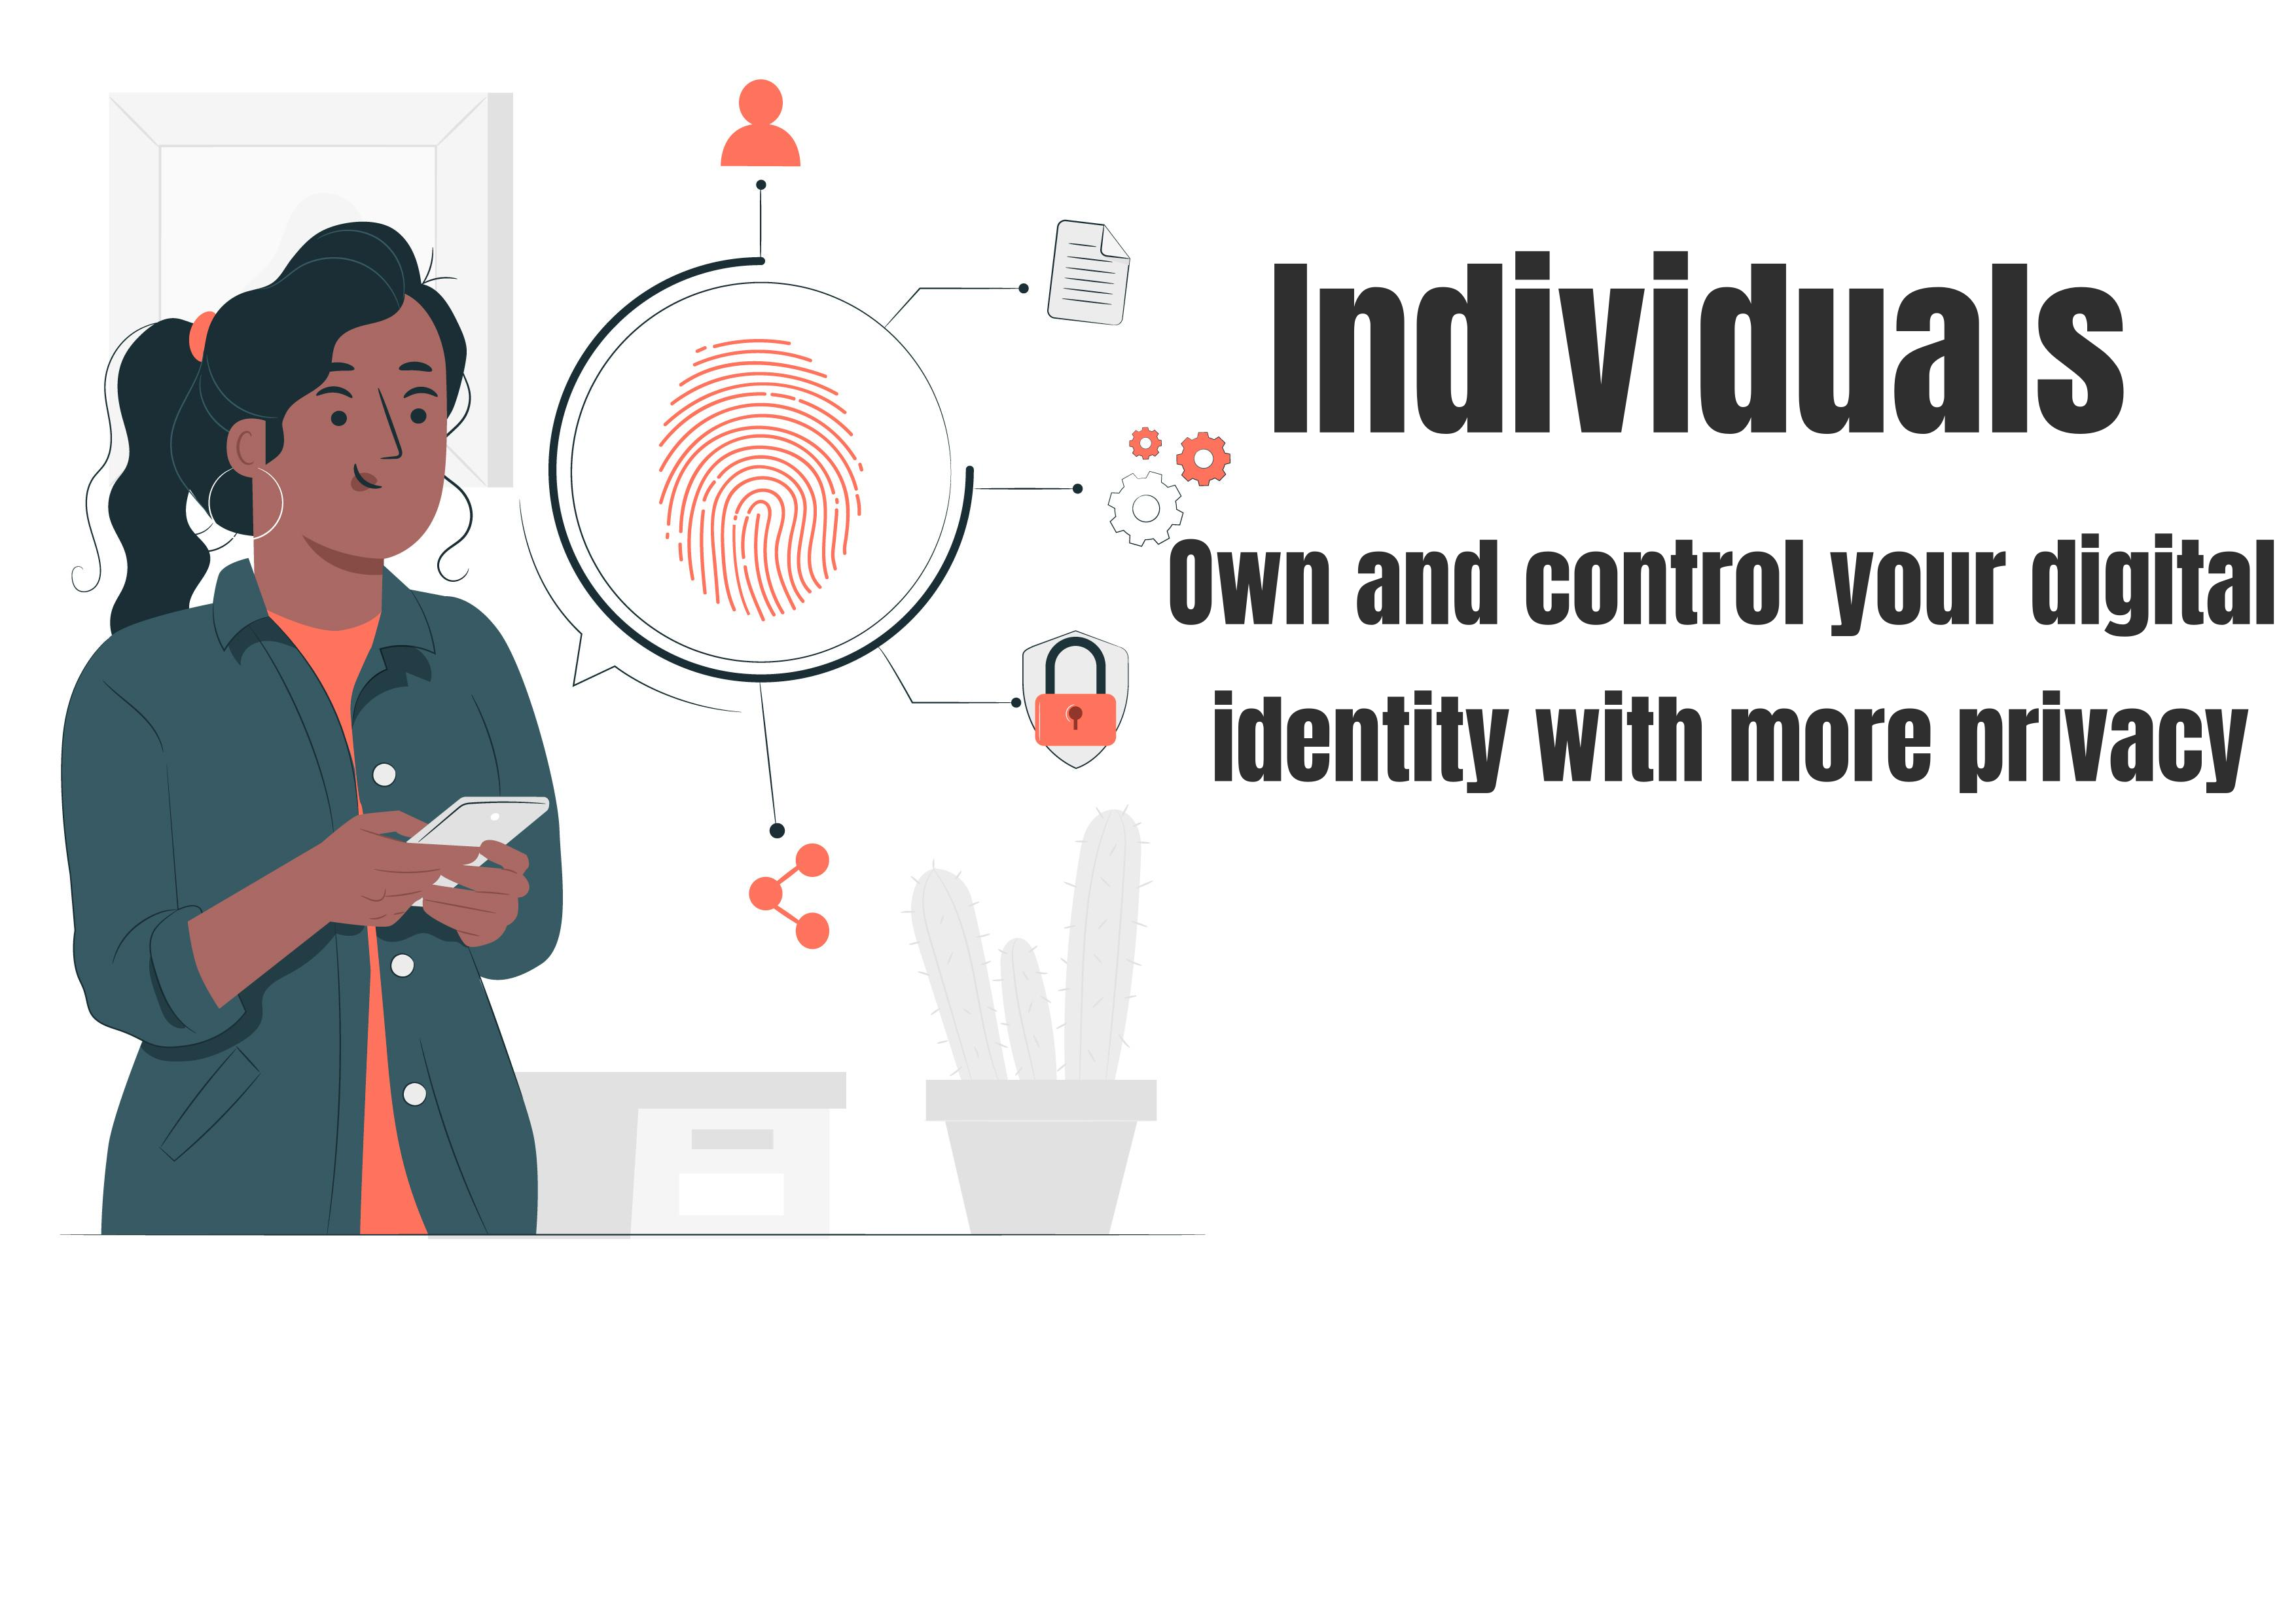 Individuals
Own and control your digital
identity with more privacy